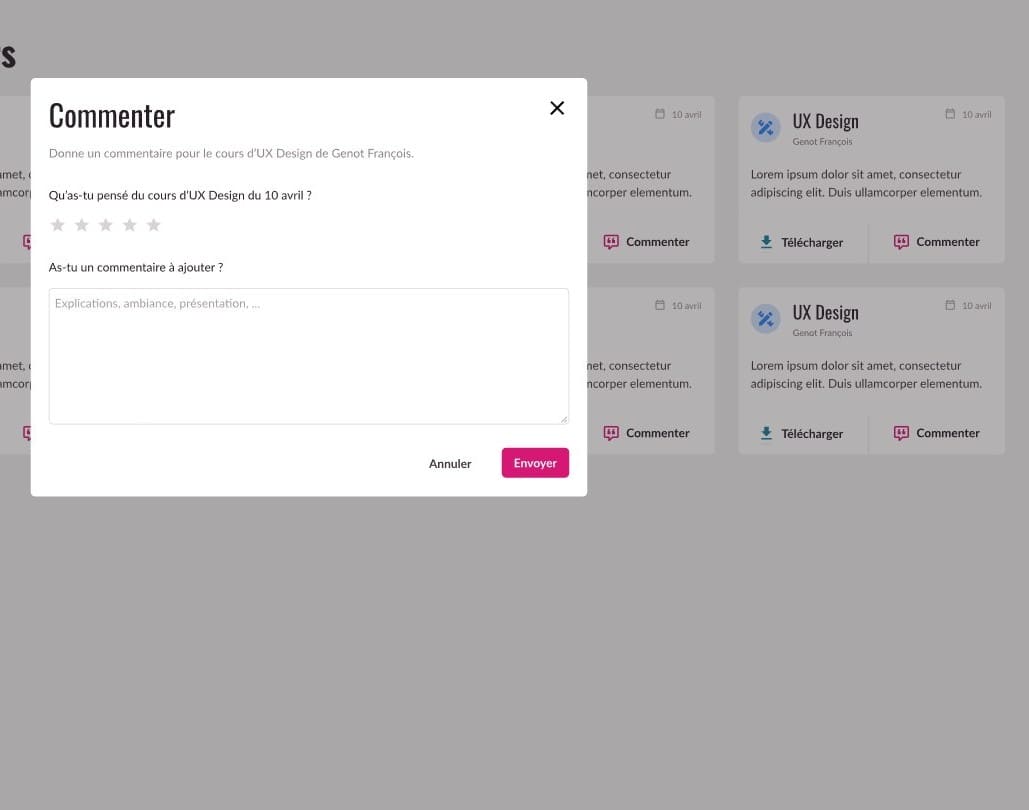 s
Commenter
Donne un commentaire pour le cours d'UX Design de Genot François.
Qu'as-tu pensé du cours d'UX Design du 10 avril ?
As-tu un commentaire à ajouter ?
Explications, ambiance, présentation, ...
Annuler
Envoyer
10 avril
consectetur
elementum.
Commenter
10 avril
UX Design
Genot François
Lorem ipsum dolor sit amet, consectetur
adipiscing elit. Duis ullamcorper elementum.
Télécharger
Commenter
10 avril
consectetur
elementum.
Commenter
10 avril
UX Design
Genot François
Lorem ipsum dolor sit amet, consectetur
adipiscing elit. Duis ullamcorper elementum.
Télécharger
Commenter